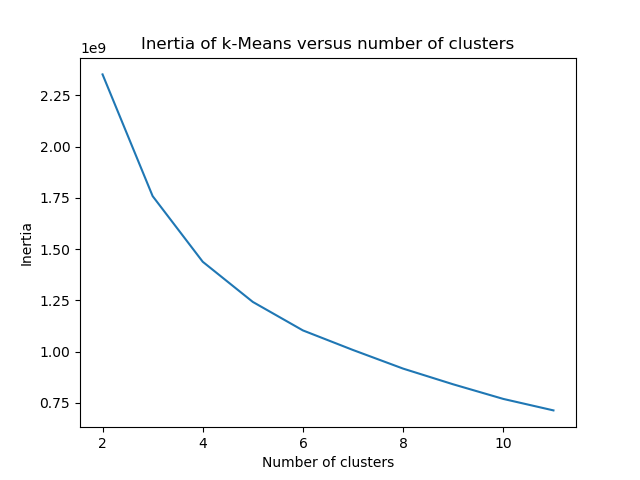 Inertia of k-Means versus number of clusters
1e9
2.25
2.00
1.75
1.50
1.25
1.00
0.75
Inertia
2 4 6 8 10
Number of clusters